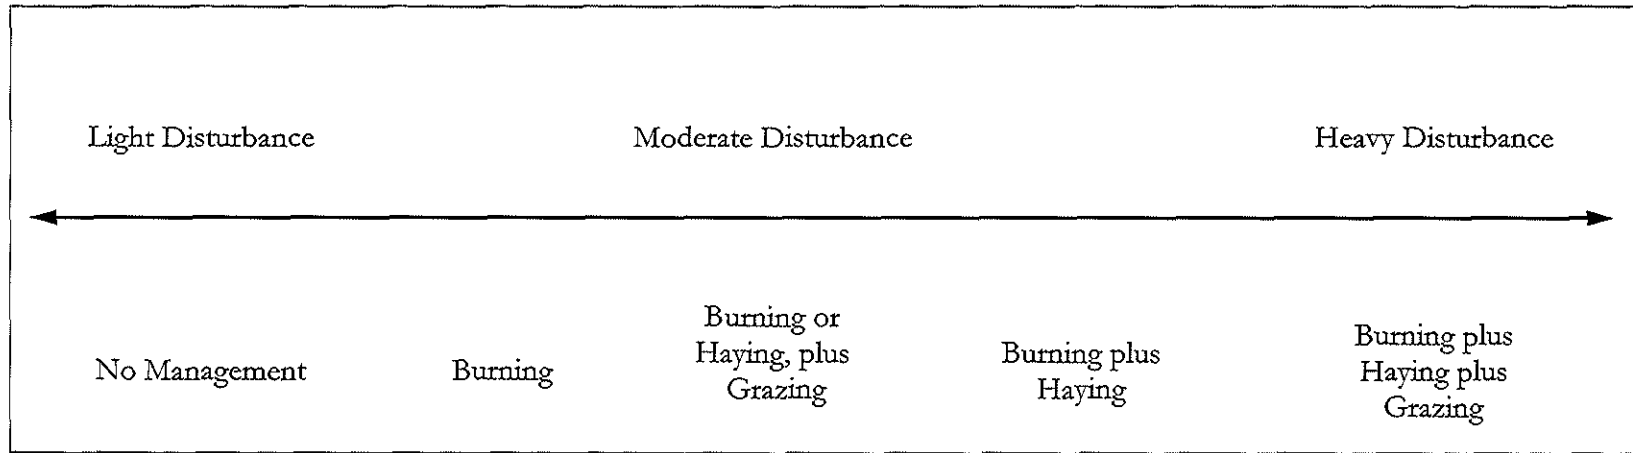 Light Disturbance
Moderate Disturbance
Heavy Disturbance
No Management
Burning
Burning or
Haying, plus
Grazing
Burning plus
Haying
Burning plus
Haying plus
Grazing